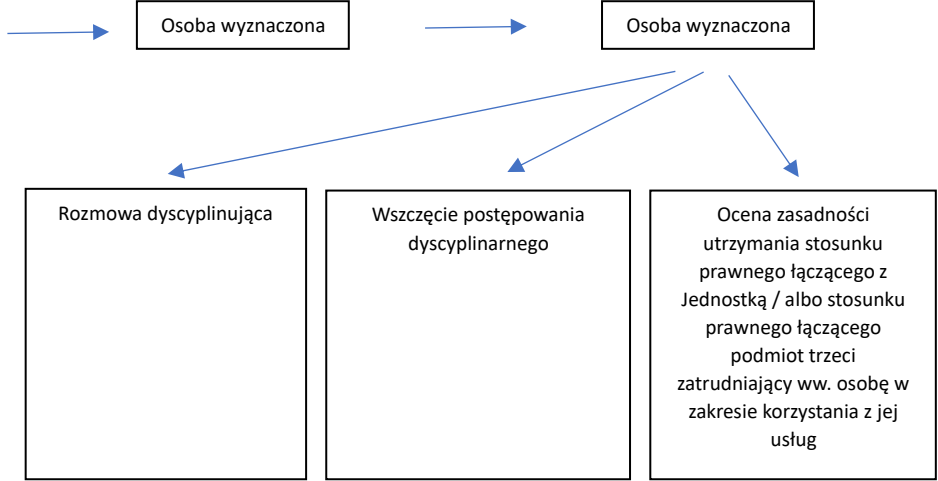 Osoba wyznaczona
Osoba wyznaczona
Rozmowa dyscyplinująca
Wszczęcie postępowania
dyscyplinarnego
Ocena zasadności
utrzymania stosunku
prawnego łączącego z
Jednostką / albo stosunku
prawnego łączącego
podmiot trzeci
zatrudniający ww. osobę w
zakresie korzystania z jej
usług